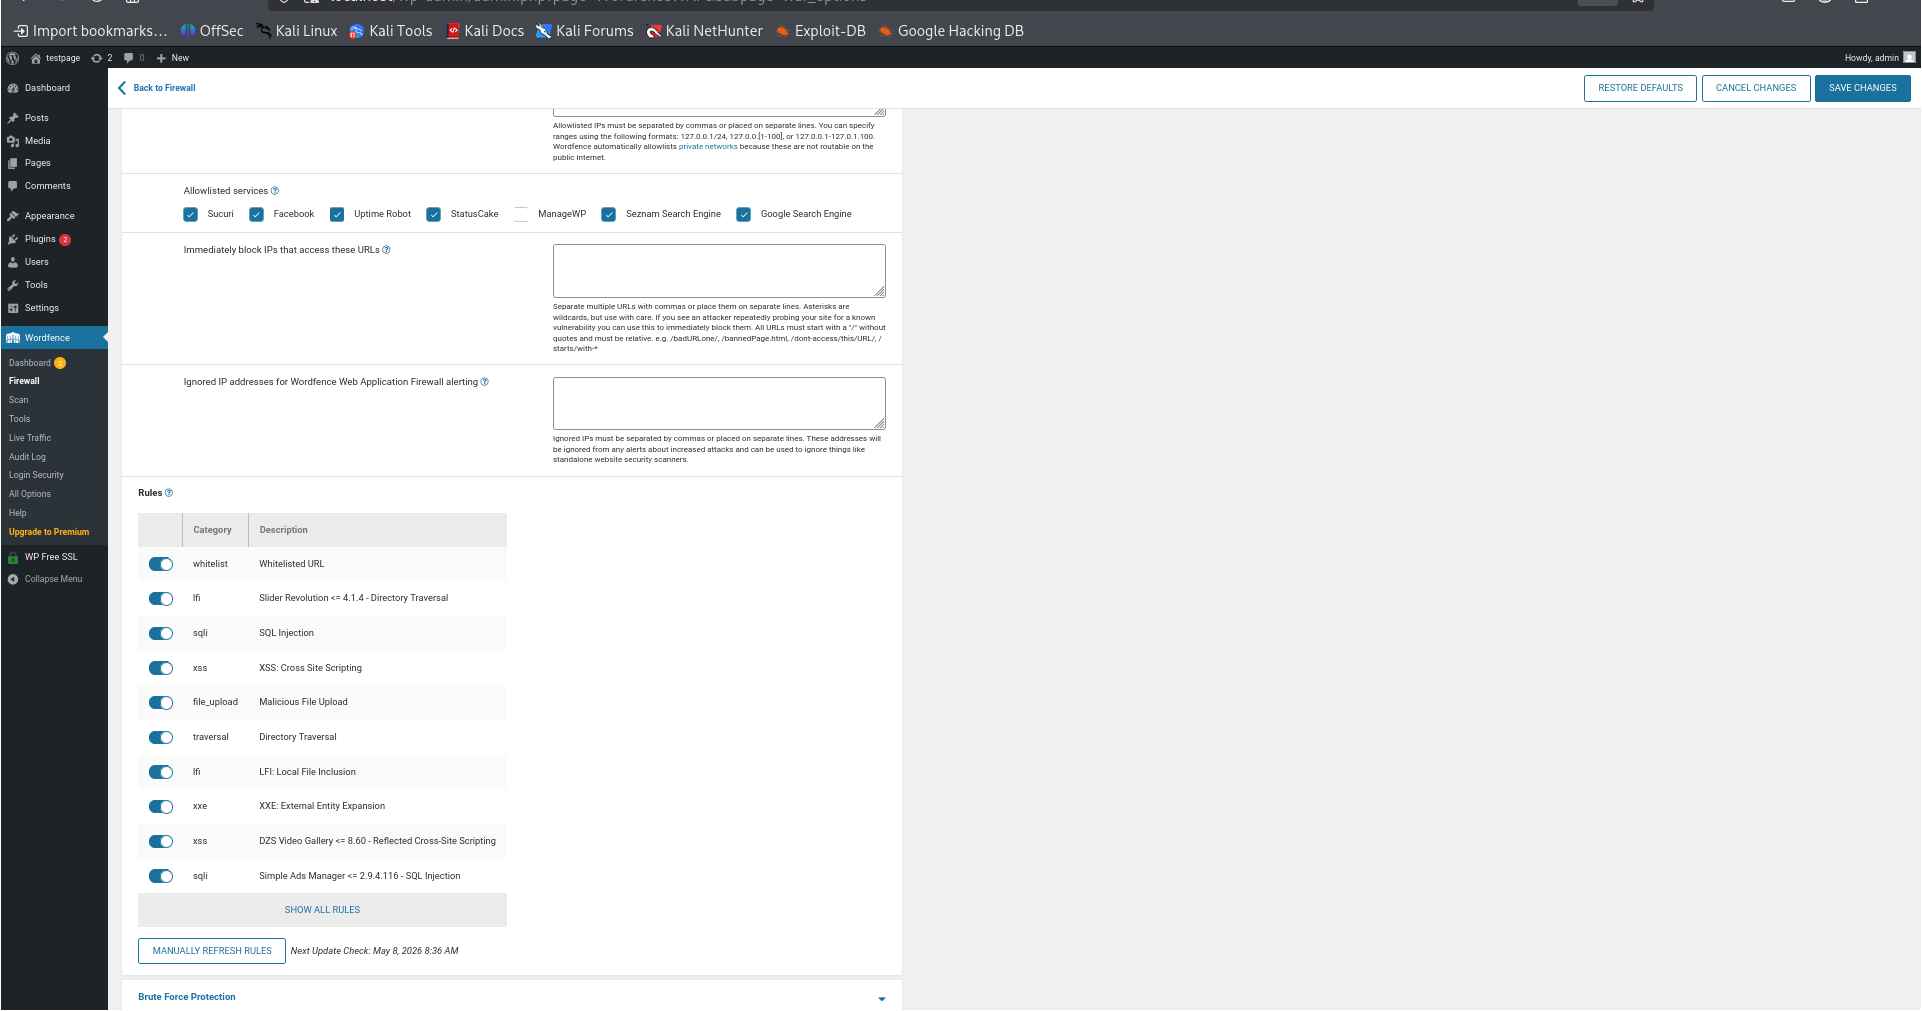 Import bookmarks... OffSec Kali Linux Kali Tools Kali Docs Kali Forums Kali NetHunter Exploit-DB Google Hacking DB
testpage 2 0 New Howdy, admin
Back to Firewall RESTORE DEFAULTS CANCEL CHANGES SAVE CHANGES
Dashboard
Posts
Media
Pages
Comments
Appearance
Plugins 2
Users
Tools
Settings
Wordfence
Dashboard 2
Firewall
Scan
Tools
Live Traffic
Audit Log
Login Security
All Options
Help
Upgrade to Premium
WP Free SSL
Collapse Menu
Allowlisted IPs must be separated by commas or placed on separate lines. You can specify
ranges using the following formats: 127.0.0.1/24, 127.0.0.[1-100], or 127.0.0.1-127.0.1.100.
Wordfence automatically allowlists private networks because these are not routable on the
public Internet.
Allowlisted services
Sucuri Facebook Uptime Robot StatusCake ManageWP Seznam Search Engine Google Search Engine
Immediately block IPs that access these URLs
Separate multiple URLs with commas or place them on separate lines. Asterisks are
wildcards, but use with care. If you see an attacker repeatedly probing your site for a known
vulnerability you can use this to immediately block them. All URLs must start with a "/" without
quotes and must be relative. e.g. /badURLone/, /bannedPage.html, /dont-access/this/URL/, /
starts/with-*
Ignored IP addresses for Wordfence Web Application Firewall alerting
Ignored IPs must be separated by commas or placed on separate lines. These addresses will
be ignored from any alerts about increased attacks and can be used to ignore things like
standalone website security scanners.
Rules
Category Description
whitelist Whitelisted URL
lfi Slider Revolution <= 4.1.4 - Directory Traversal
sqli SQL Injection
xss XSS: Cross Site Scripting
file_upload Malicious File Upload
traversal Directory Traversal
lfi LFI: Local File Inclusion
xxe XXE: External Entity Expansion
xss DZS Video Gallery <= 8.60 - Reflected Cross-Site Scripting
sqli Simple Ads Manager <= 2.9.4.116 - SQL Injection
SHOW ALL RULES
MANUALLY REFRESH RULES Next Update Check: May 8, 2026 8:36 AM
Brute Force Protection